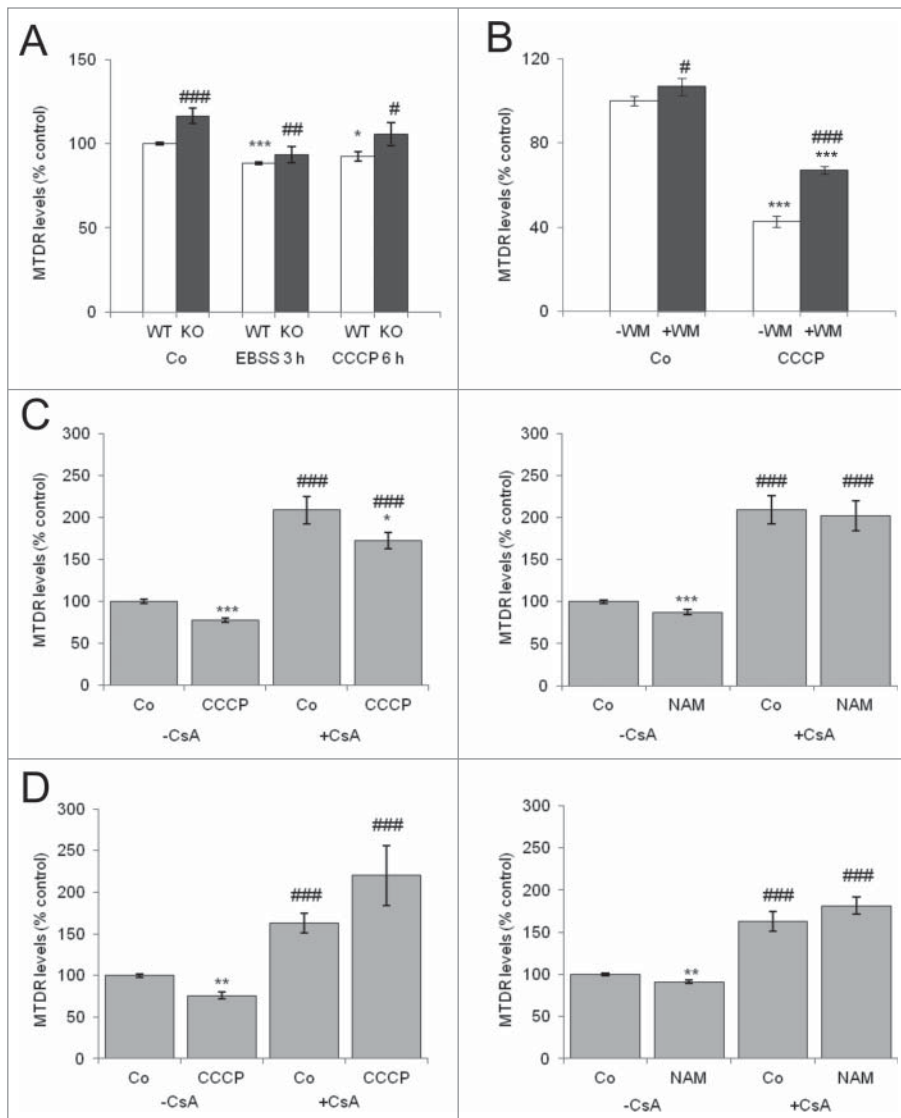 A
MTDR levels (% control)
150
100
50
0
###
***
##
*
#
WT KO WT KO WT KO
Co EBSS 3 h CCCP 6 h
B
MTDR levels (% control)
120
80
40
0
#
###
***
***
-WM +WM -WM +WM
Co CCCP
C
MTDR levels (% control)
300
250
200
150
100
50
0
***
###
###
*
Co CCCP Co CCCP
-CsA +CsA
MTDR levels (% control)
300
250
200
150
100
50
0
***
###
###
Co NAM Co NAM
-CsA +CsA
D
MTDR levels (% control)
300
250
200
150
100
50
0
**
###
###
Co CCCP Co CCCP
-CsA +CsA
MTDR levels (% control)
300
250
200
150
100
50
0
**
###
###
Co NAM Co NAM
-CsA +CsA